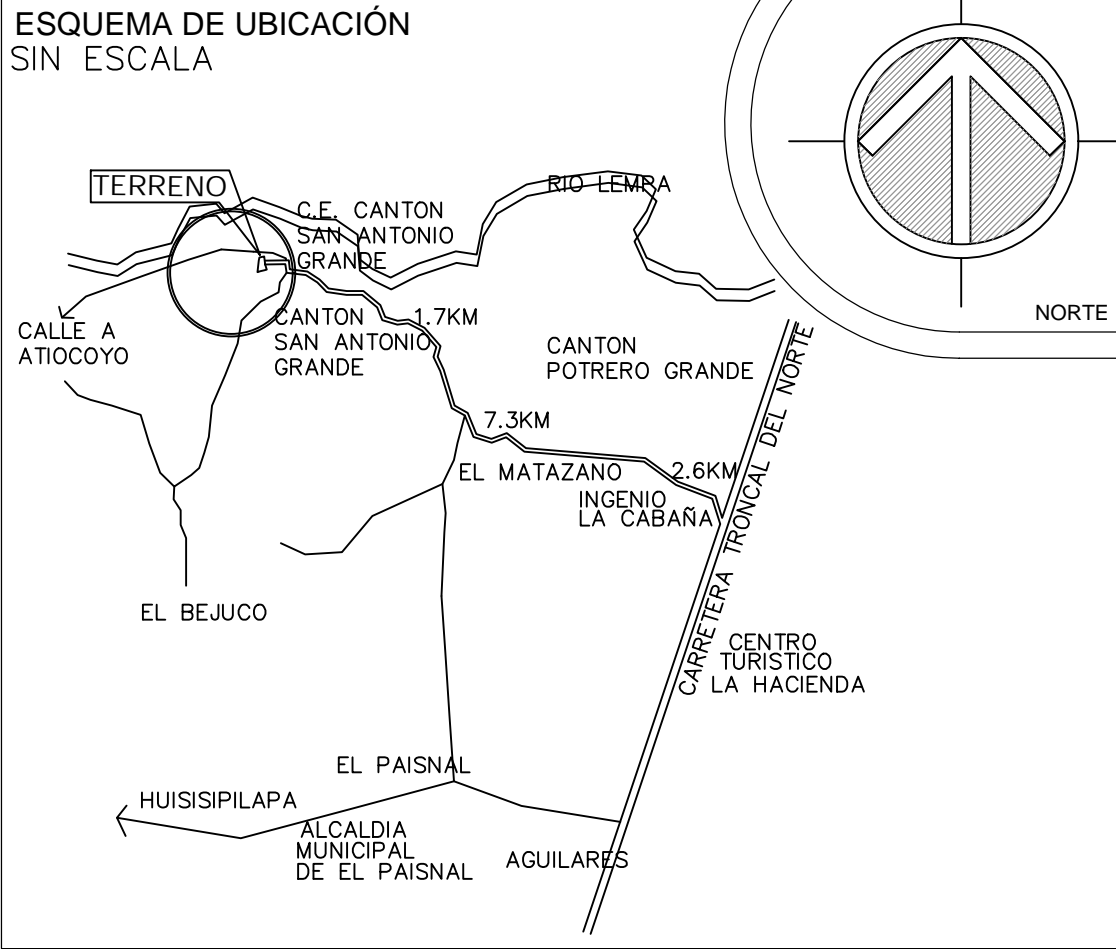 ESQUEMA DE UBICACIÓN
SIN ESCALA
TERRENO
RIO LEMPA
C.E. CANTON
SAN ANTONIO
GRANDE
NORTE
CALLE A
ATIOCOYO
CANTON
SAN ANTONIO
GRANDE
1.7KM
CANTON
POTRERO GRANDE
7.3KM
EL MATAZANO
2.6KM
INGENIO
LA CABAÑA
CARRETERA TRONCAL DEL NORTE
EL BEJUCO
CENTRO
TURISTICO
LA HACIENDA
EL PAISNAL
HUISISIPILAPA
ALCALDIA
MUNICIPAL
DE EL PAISNAL
AGUILARES